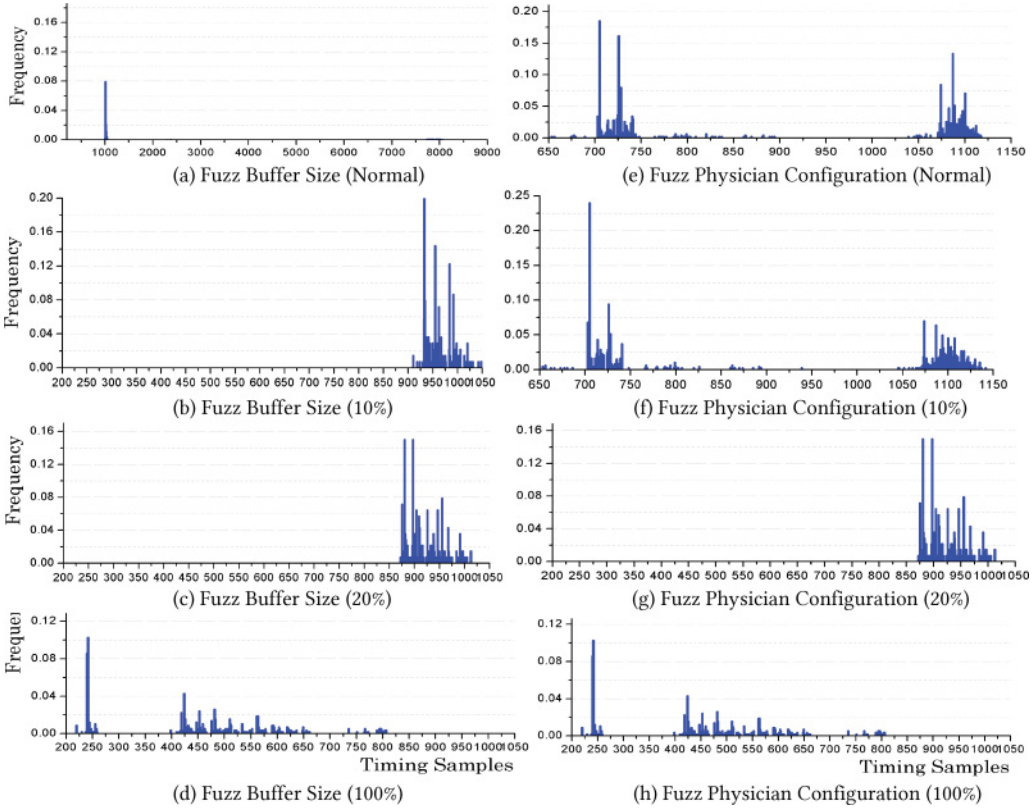 Frequency
0.16
0.12
0.08
0.04
0.00
1000 2000 3000 4000 5000 6000 7000 8000 9000
(a) Fuzz Buffer Size (Normal)
0.20
0.15
0.10
0.05
0.00
650 700 750 800 850 900 950 1000 1050 1100 1150
(e) Fuzz Physician Configuration (Normal)
Frequency
0.20
0.16
0.12
0.08
0.04
0.00
200 250 300 350 400 450 500 550 600 650 700 750 800 850 900 950 1000 1050
(b) Fuzz Buffer Size (10%)
0.25
0.20
0.15
0.10
0.05
0.00
650 700 750 800 850 900 950 1000 1050 1100 1150
(f) Fuzz Physician Configuration (10%)
Frequency
0.16
0.12
0.08
0.04
0.00
200 250 300 350 400 450 500 550 600 650 700 750 800 850 900 950 1000 1050
(c) Fuzz Buffer Size (20%)
0.16
0.12
0.08
0.04
0.00
200 250 300 350 400 450 500 550 600 650 700 750 800 850 900 950 1000 1050
(g) Fuzz Physician Configuration (20%)
Freque
0.12
0.08
0.04
0.00
200 250 300 350 400 450 500 550 600 650 700 750 800 850 900 950 1000 1050
Timing Samples
(d) Fuzz Buffer Size (100%)
0.12
0.08
0.04
0.00
200 250 300 350 400 450 500 550 600 650 700 750 800 850 900 950 1000 1050
Timing Samples
(h) Fuzz Physician Configuration (100%)